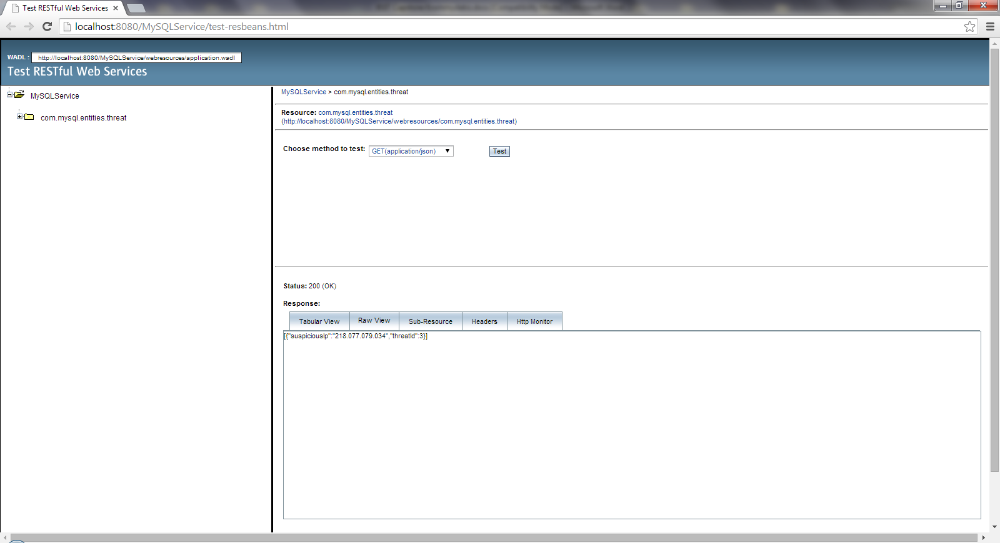 Test RESTful Web Services
localhost:8080/MySQLService/test-resbeans.html
WADL : http://localhost:8080/MySQLService/webresources/application.wadl
Test RESTful Web Services
MySQLService
com.mysql.entities.threat
MySQLService > com.mysql.entities.threat
Resource: com.mysql.entities.threat
(http://localhost:8080/MySQLService/webresources/com.mysql.entities.threat)
Choose method to test: GET(application/json) Test
Status: 200 (OK)
Response:
Tabular View Raw View Sub-Resource Headers Http Monitor
[{"suspiciousIp":"218.077.079.034","threatId":3}]